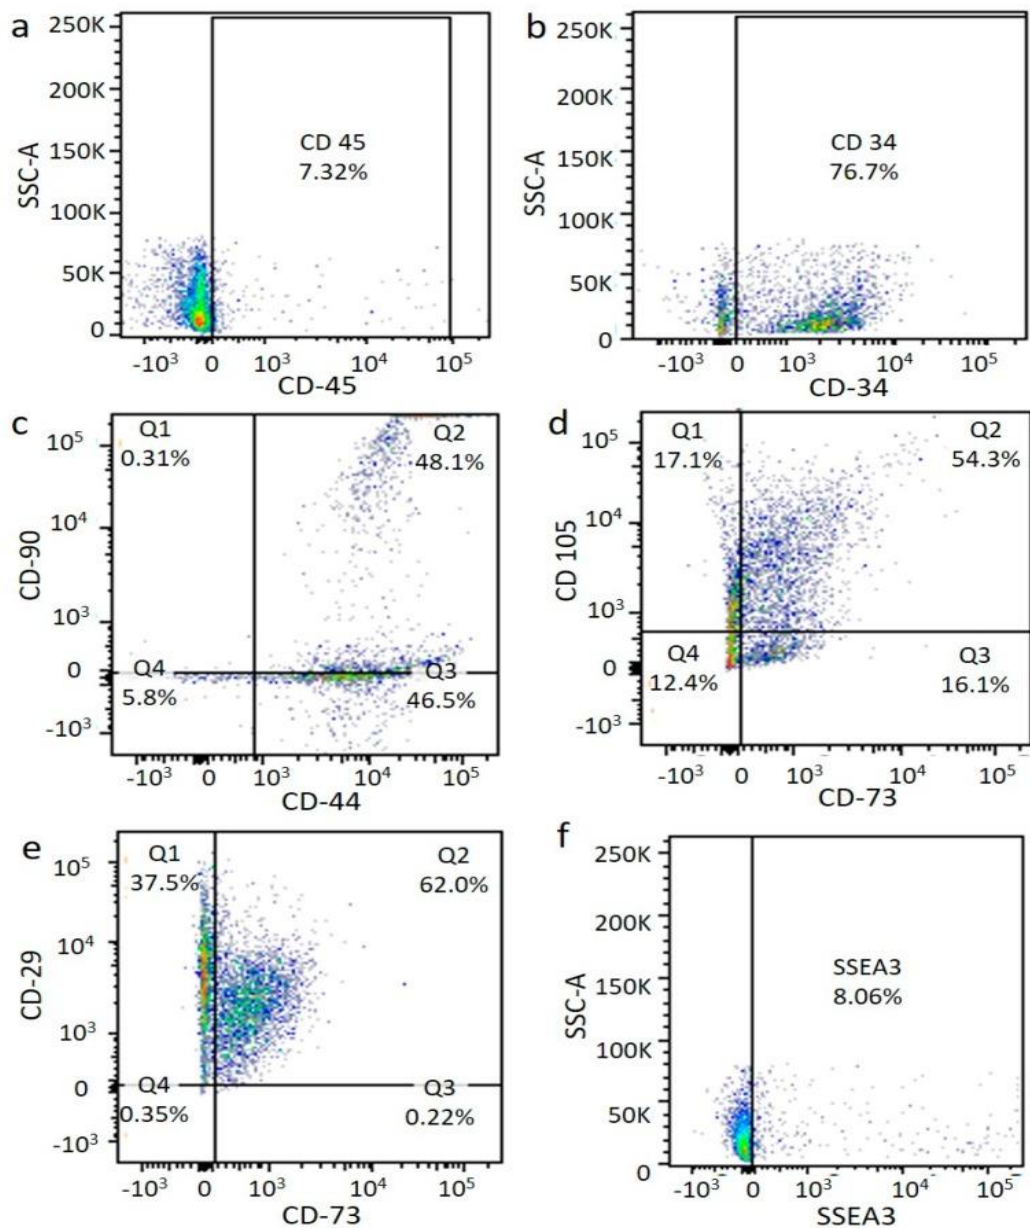 a
250K
200K
150K
100K
50K
0
SSC-A
CD 45
7.32%
-10³ 0 10³ 10⁴ 10⁵
CD-45
b
250K
200K
150K
100K
50K
0
SSC-A
CD 34
76.7%
-10³ 0 10³ 10⁴ 10⁵
CD-34
c
10⁵
10⁴
10³
0
-10³
CD-90
Q1
0.31%
Q2
48.1%
Q4
5.8%
Q3
46.5%
-10³ 0 10³ 10⁴ 10⁵
CD-44
d
10⁵
10⁴
10³
0
-10³
CD 105
Q1
17.1%
Q2
54.3%
Q4
12.4%
Q3
16.1%
-10³ 0 10³ 10⁴ 10⁵
CD-73
e
10⁵
10⁴
10³
0
-10³
CD-29
Q1
37.5%
Q2
62.0%
Q4
0.35%
Q3
0.22%
-10³ 0 10³ 10⁴ 10⁵
CD-73
f
250K
200K
150K
100K
50K
0
SSC-A
SSEA3
8.06%
-10³ 0 10³ 10⁴ 10⁵
SSEA3